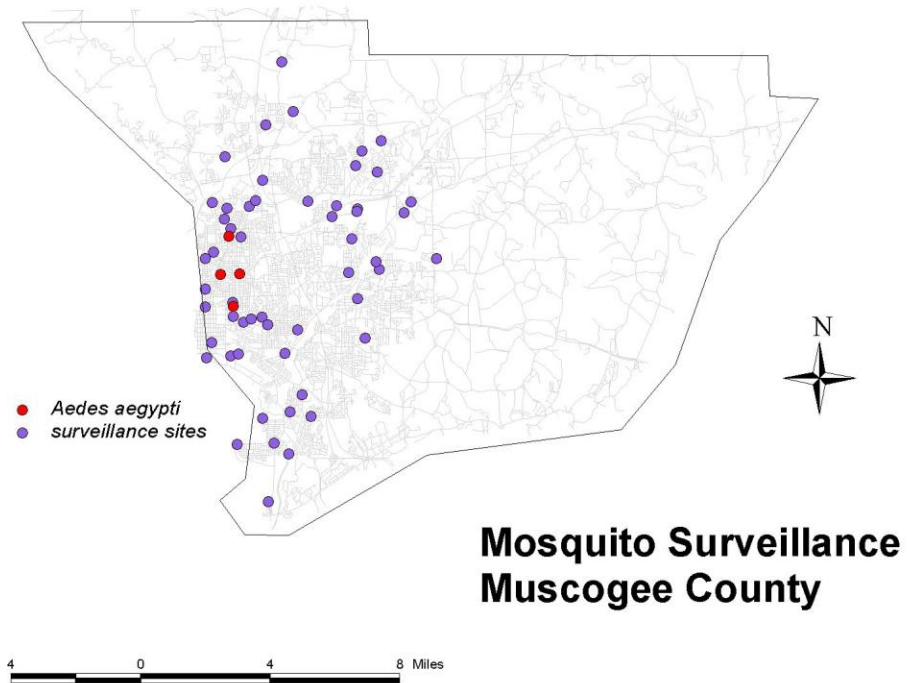 N
Aedes aegypti
surveillance sites
Mosquito Surveillance
Muscogee County
4 0 4 8 Miles